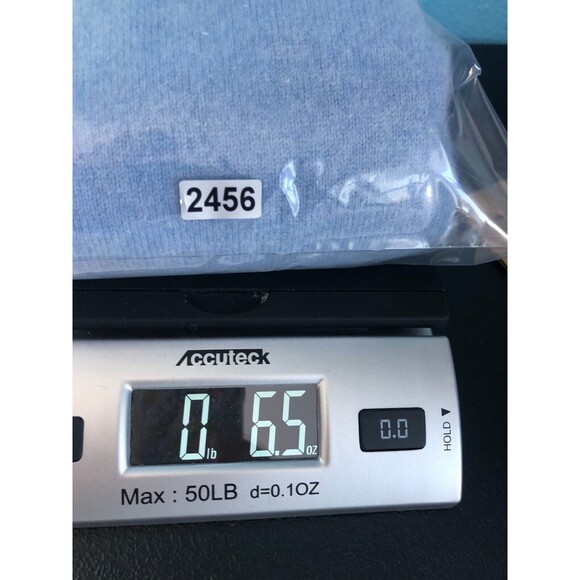 2456
Accuteck
0 lb 6.5 oz
0.0
HOLD ▼
Max : 50LB d=0.1OZ